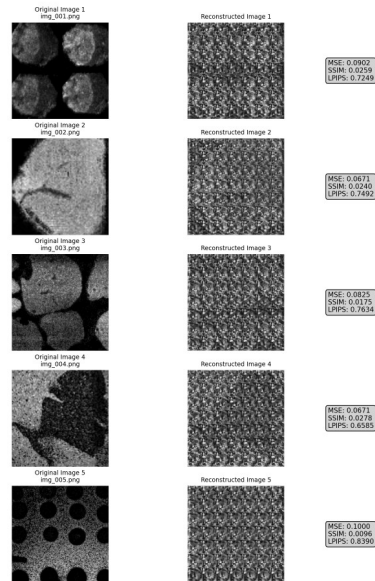 Original Image 1
img_001.png
Reconstructed Image 1
MSE: 0.0902
SSIM: 0.0259
LPIPS: 0.7249
Original Image 2
img_002.png
Reconstructed Image 2
MSE: 0.0671
SSIM: 0.0240
LPIPS: 0.7492
Original Image 3
img_003.png
Reconstructed Image 3
MSE: 0.0825
SSIM: 0.0175
LPIPS: 0.7634
Original Image 4
img_004.png
Reconstructed Image 4
MSE: 0.0671
SSIM: 0.0278
LPIPS: 0.6585
Original Image 5
img_005.png
Reconstructed Image 5
MSE: 0.1000
SSIM: 0.0096
LPIPS: 0.8390